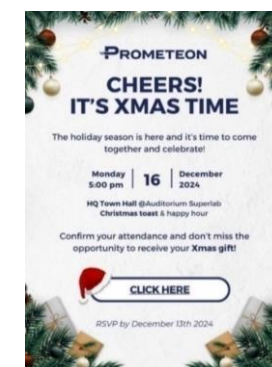 PROMETEON
CHEERS!
IT'S XMAS TIME
The holiday season is here and it's time to come
together and celebrate!
Monday
5:00 pm
16
December
2024
HQ Town Hall @Auditorium Superlab
Christmas toast & happy hour
Confirm your attendance and don't miss the
opportunity to receive your Xmas gift!
CLICK HERE
RSVP by December 13th 2024